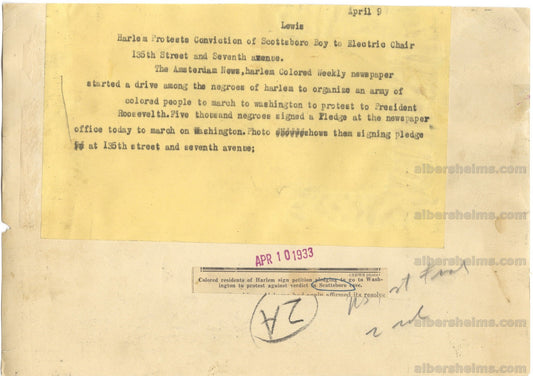 April 9
Lewis
Harlem Protests Conviction of Scottsboro Boy to Electric Chair
135th Street and Seventh avenue.
The Amsterdam News,harlem Colored Weekly newspaper
started a drive among the negroes of harlem to organize an army of
colored people to march to washington to protest to President
Roosevelth.Five thousand negroes signed a Pledge at the newspaper
office today to march on Washington.Photo shows them signing pledge
at 135th street and seventh avenue;
albersheims.com
albersheims.com
APR 10 1933
albersheims.com
Colored residents of Harlem sign petition pledging to go to Wash-
ington to protest against verdict in Scottsboro case.
affirmed its resolve
2A
albersheims.com
albersheims.com